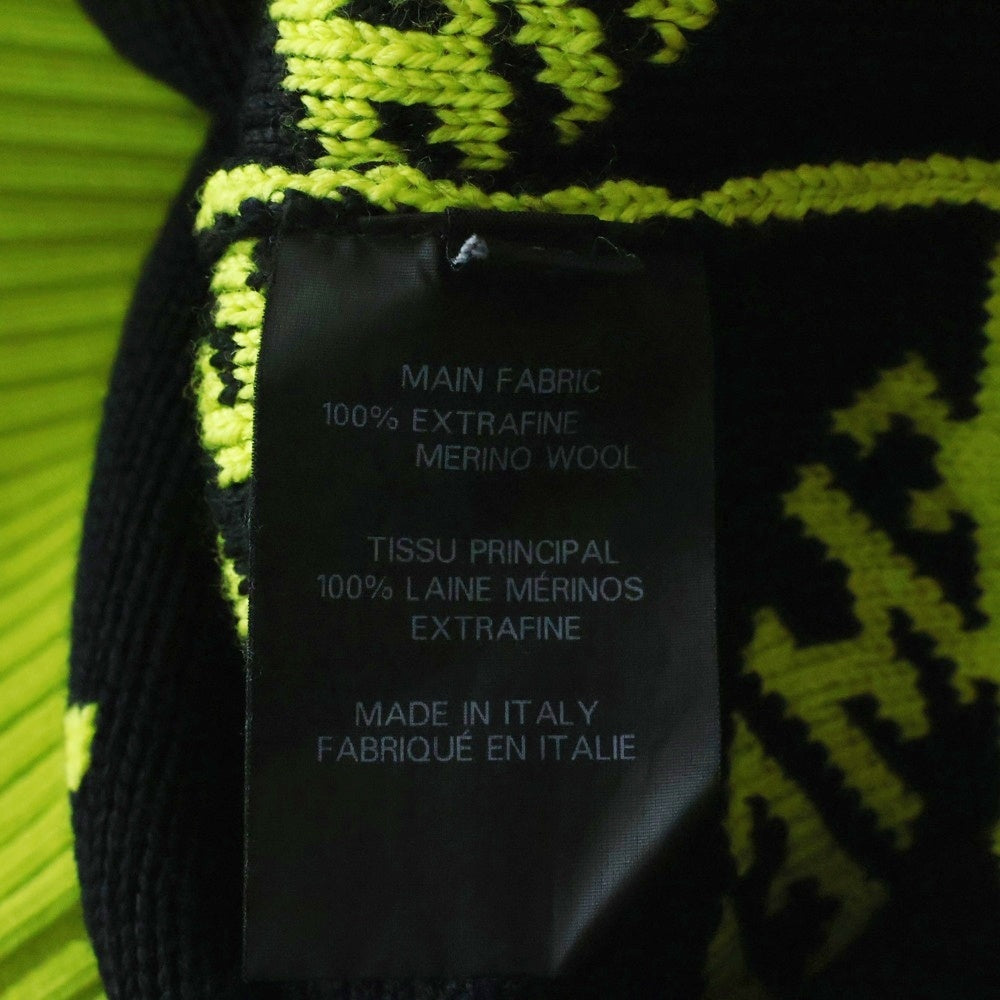 MAIN FABRIC
100% EXTRAFINE
MERINO WOOL
TISSU PRINCIPAL
100% LAINE MÉRINOS
EXTRAFINE
MADE IN ITALY
FABRIQUÉ EN ITALIE